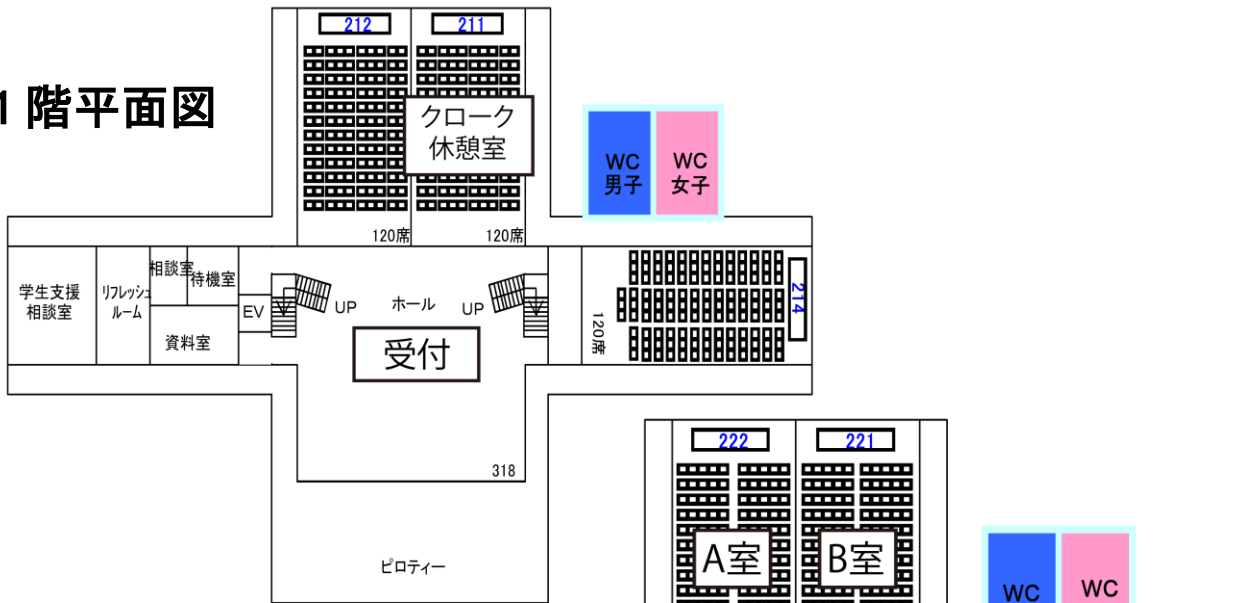 1階平面図
212
211
クローク
休憩室
WC
男子
WC
女子
120席
120席
学生支援
相談室
リフレッシュ
ルーム
相談室
待機室
資料室
EV
UP
ホール
UP
受付
120席
214
318
ピロティー
222
221
A室
B室
WC
WC